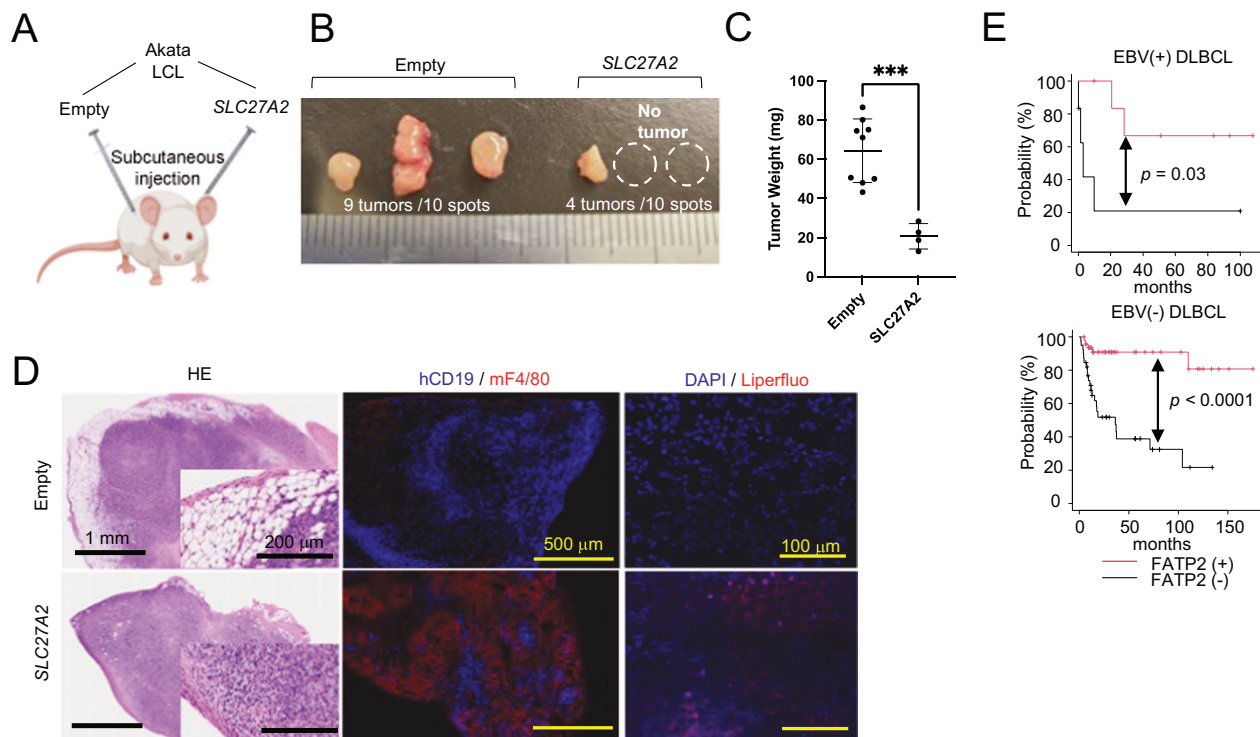 A
Akata
LCL
Empty
SLC27A2
Subcutaneous
injection
B
Empty
SLC27A2
No
tumor
9 tumors /10 spots
4 tumors /10 spots
C
***
Tumor Weight (mg)
100
80
60
40
20
0
Empty
SLC27A2
D
HE
hCD19 / mF4/80
DAPI / Liperfluo
Empty
1 mm
200 µm
500 µm
100 µm
SLC27A2
E
EBV(+) DLBCL
Probability (%)
100
80
60
40
20
0
p = 0.03
0 20 40 60 80 100
months
EBV(-) DLBCL
Probability (%)
100
80
60
40
20
0
p < 0.0001
0 50 100 150
months
FATP2 (+)
FATP2 (-)